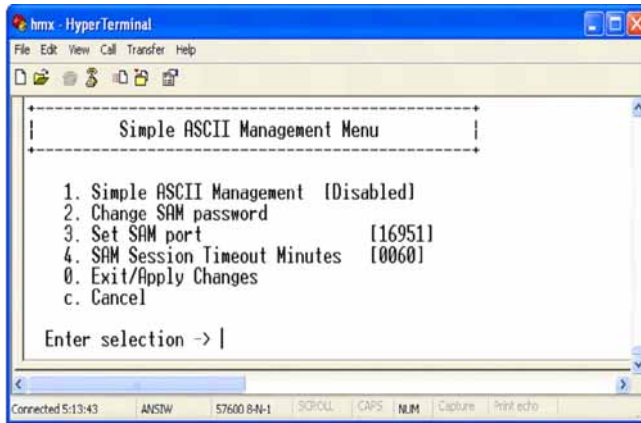 hmx - HyperTerminal
File Edit View Call Transfer Help
Simple ASCII Management Menu
1. Simple ASCII Management [Disabled]
2. Change SAM password
3. Set SAM port [16951]
4. SAM Session Timeout Minutes [0060]
0. Exit/Apply Changes
c. Cancel
Enter selection ->
Connected 5:13:43 ANSIW 57600 8-N-1 SCROLL CAPS NUM Capture Print echo